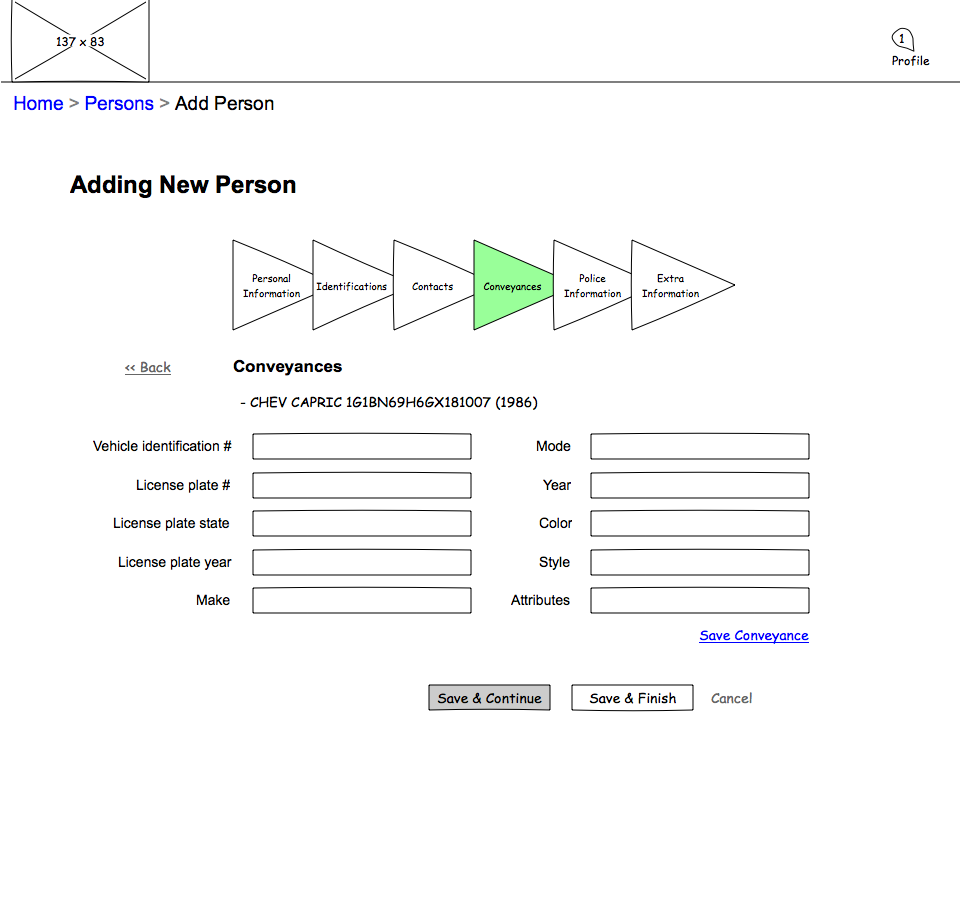 137 x 83
1
Profile
Home > Persons > Add Person
Adding New Person
Personal
Information
Identifications
Contacts
Conveyances
Police
Information
Extra
Information
<< Back
Conveyances
- CHEV CAPRIC 1G1BN69H6GX181007 (1986)
Vehicle identification #
Mode
License plate #
Year
License plate state
Color
License plate year
Style
Make
Attributes
Save Conveyance
Save & Continue
Save & Finish
Cancel